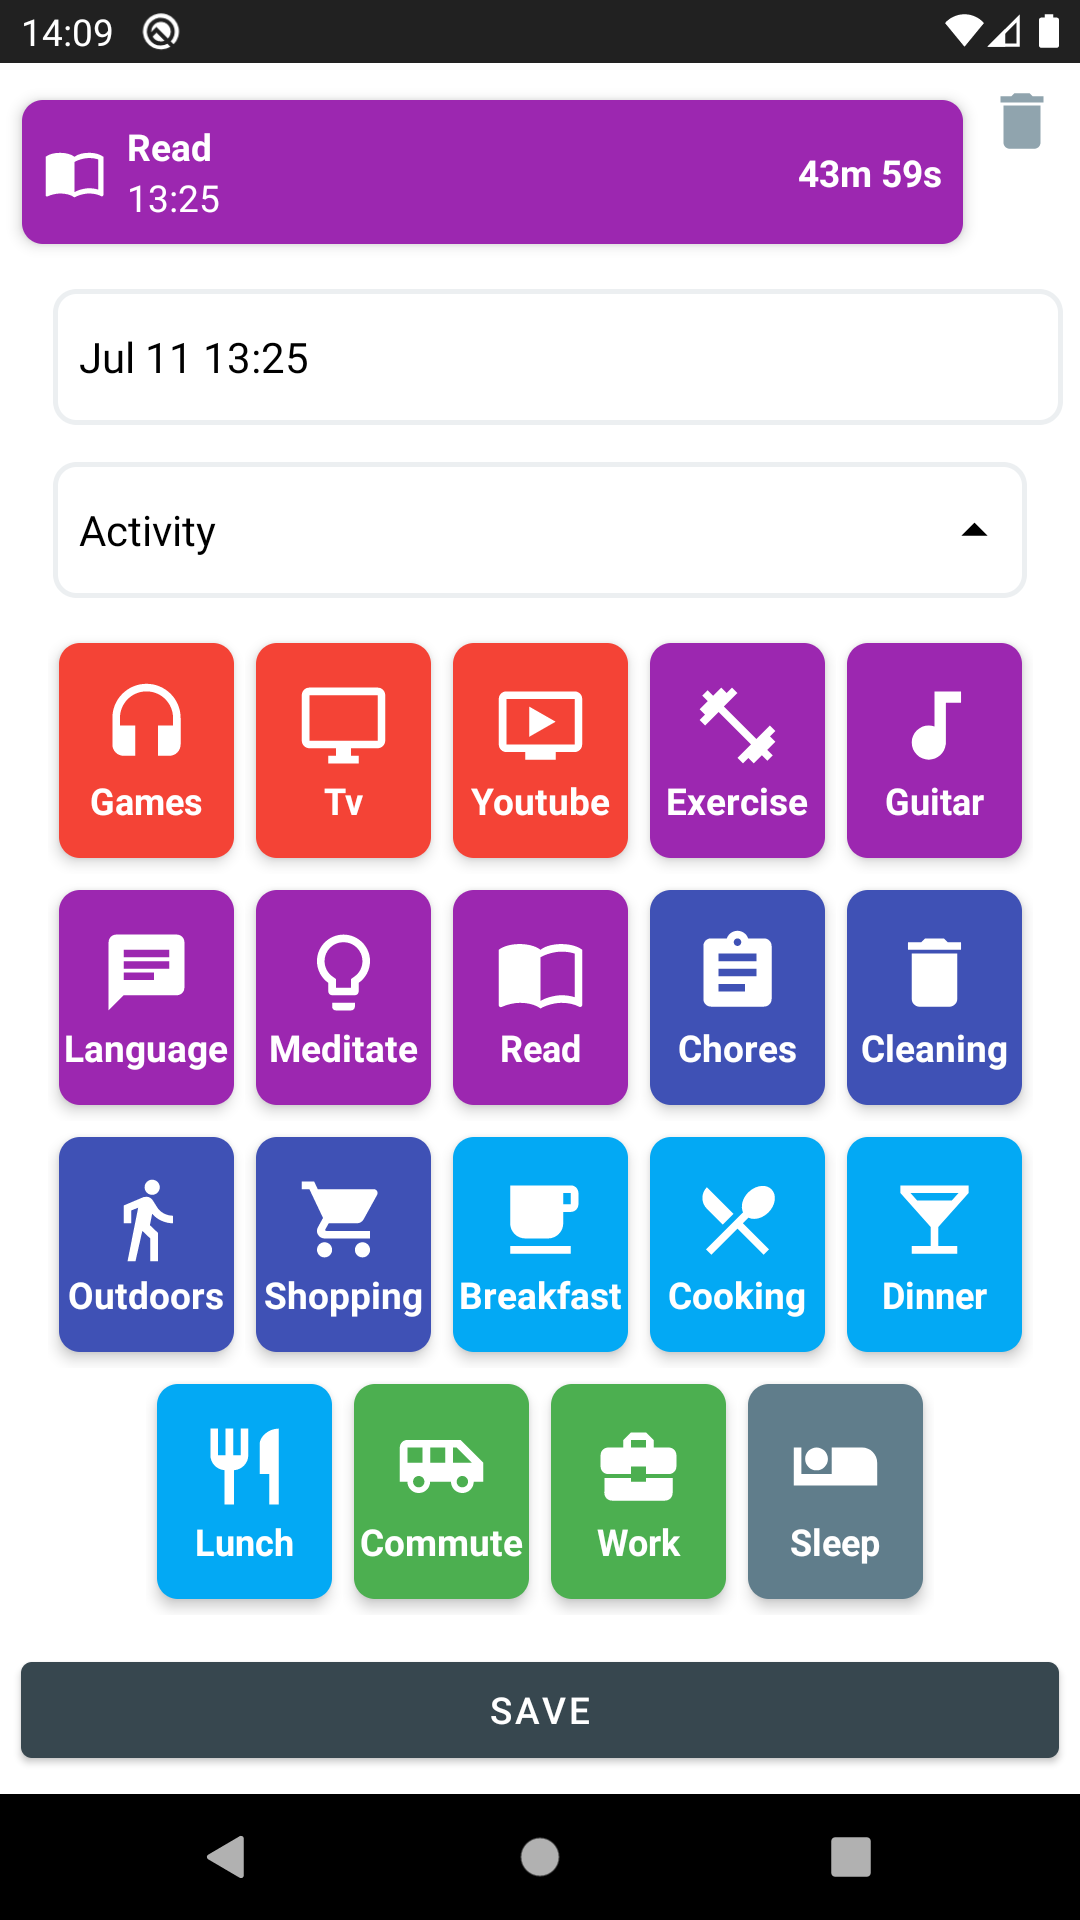 14:09
Read
13:25
43m 59s
Jul 11 13:25
Activity
Games
Tv
Youtube
Exercise
Guitar
Language
Meditate
Read
Chores
Cleaning
Outdoors
Shopping
Breakfast
Cooking
Dinner
Lunch
Commute
Work
Sleep
SAVE